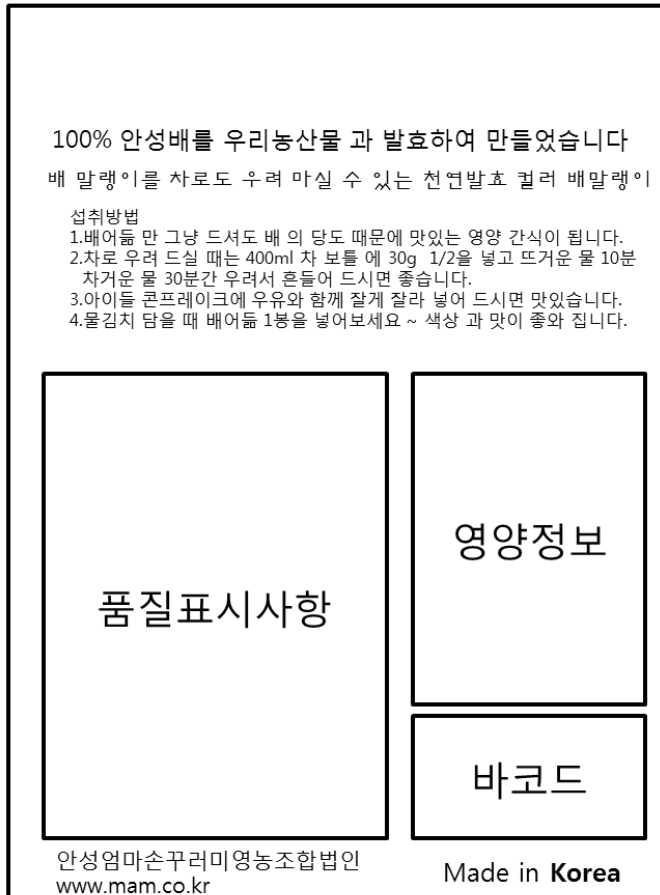 100% 안성배를 우리농산물 과 발효하여 만들었습니다
배 말랭이를 차로도 우려 마실 수 있는 천연발효 컬러 배말랭이
섭취방법
1.배어듦 만 그냥 드셔도 배 의 당도 때문에 맛있는 영양 간식이 됩니다.
2.차로 우려 드실 때는 400ml 차 보틀 에 30g 1/2을 넣고 뜨거운 물 10분
차거운 물 30분간 우려서 흔들어 드시면 좋습니다.
3.아이들 콘프레이크에 우유와 함께 잘게 잘라 넣어 드시면 맛있습니다.
4.물김치 담을 때 배어듦 1봉을 넣어보세요 ~ 색상 과 맛이 좋와 집니다.
품질표시사항
영양정보
바코드
안성엄마손꾸러미영농조합법인
www.mam.co.kr
Made in Korea